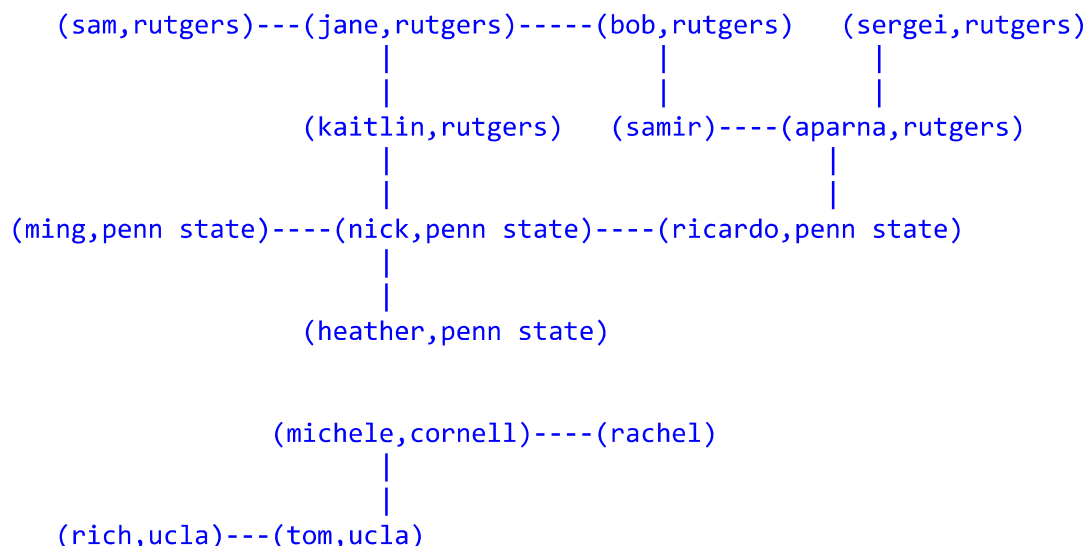 (sam,rutgers)---(jane,rutgers)-----(bob,rutgers)   (sergei,rutgers)
                     |                 |             |
                     |                 |             |
                (kaitlin,rutgers)   (samir)----(aparna,rutgers)
                     |                            |
                     |                            |
(ming,penn state)----(nick,penn state)----(ricardo,penn state)
                     |
                     |
                (heather,penn state)
(michele,cornell)----(rachel)
                     |
                     |
(rich,ucla)---(tom,ucla)